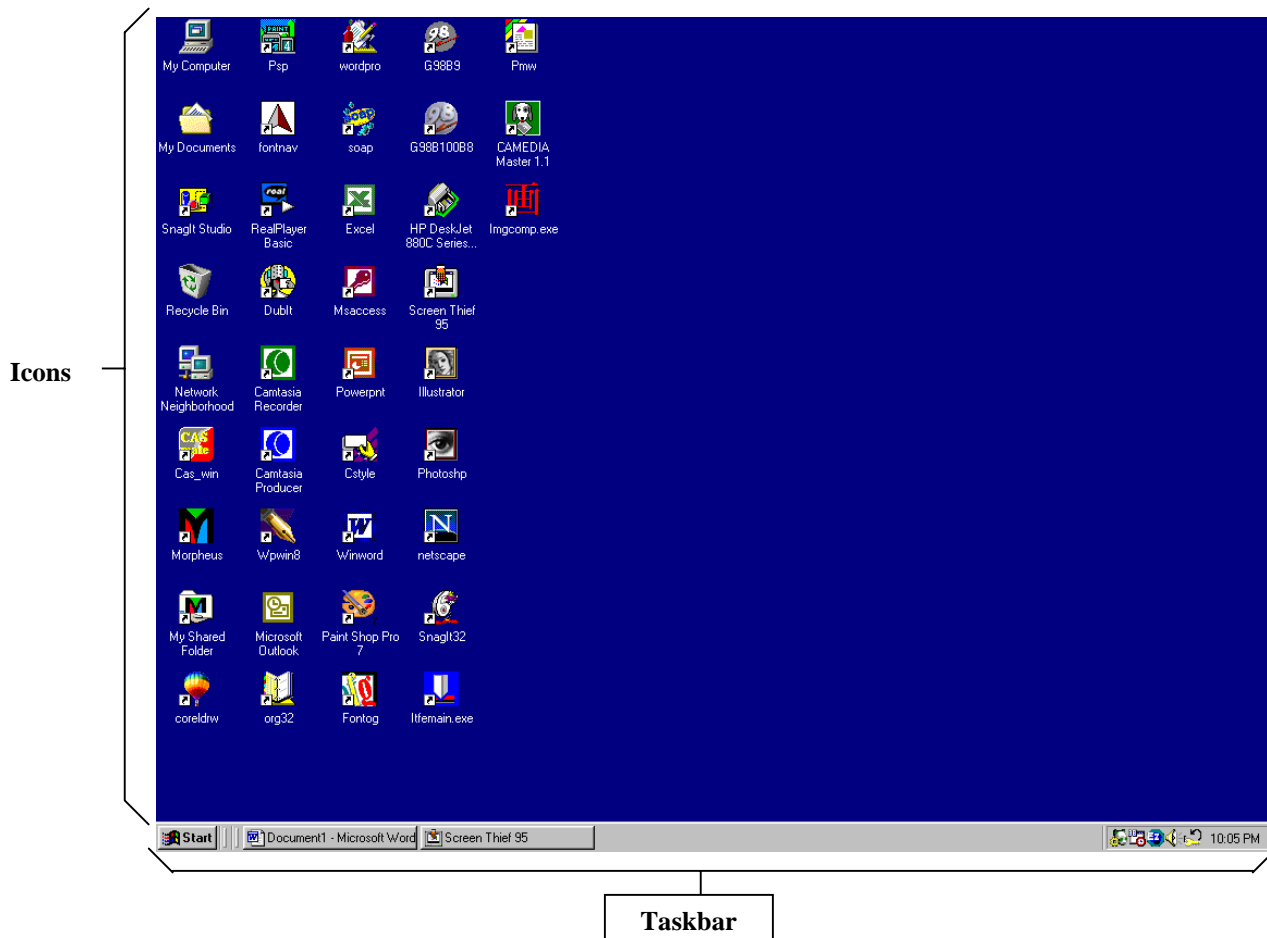 My Computer
Psp
wordpro
G98B9
Pmw
My Documents
fontnav
soap
G98B100B8
CAMEDIA
Master 1.1
SnagIt Studio
RealPlayer
Basic
Excel
HP DeskJet
880C Series...
Imgcomp.exe
Recycle Bin
DubIt
Msaccess
Screen Thief
95
Icons
Network
Neighborhood
Camtasia
Recorder
Powerpnt
Illustrator
Cas_win
Camtasia
Producer
Cstyle
Photoshp
Morpheus
Wpwin8
Winword
netscape
My Shared
Folder
Microsoft
Outlook
Paint Shop Pro
7
SnagIt32
coreldrw
org32
Fontog
ltfemain.exe
Start
Document1 - Microsoft Word
Screen Thief 95
10:05 PM
Taskbar